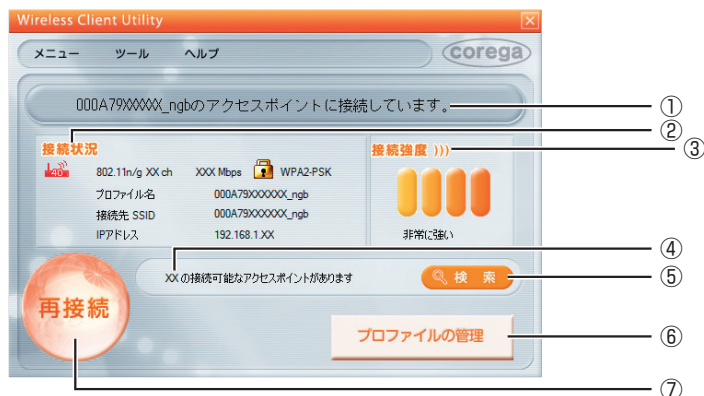 Wireless Client Utility
メニュー ツール ヘルプ corega
000A79XXXXX_ngbのアクセスポイントに接続しています。 ①
接続状況 ②
接続強度 ))) ③
40 802.11n/g XX ch XXX Mbps WPA2-PSK
プロファイル名 000A79XXXXXX_ngb
接続先 SSID 000A79XXXXXX_ngb
IPアドレス 192.168.1.XX
非常に強い
XX の接続可能なアクセスポイントがあります ④
検 索 ⑤
再接続
プロファイルの管理 ⑥
⑦